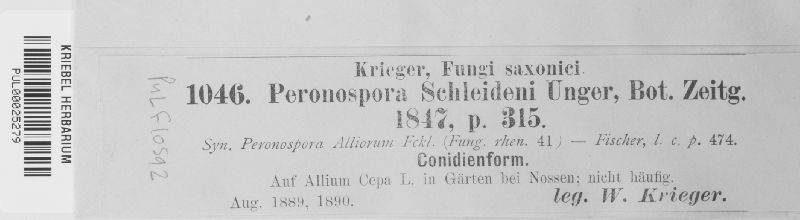 KRIEBEL HERBARIUM
PUL00025279
PUL F10592
Krieger, Fungi saxonici.
1046. Peronospora Schleideni Unger, Bot. Zeitg.
1847, p. 315.
Syn. Peronospora Alliorum Fckl. (Fung. rhen. 41) — Fischer, l. c. p. 474.
Conidienform.
Auf Allium Cepa L. in Gärten bei Nossen; nicht häufig.
Aug. 1889, 1890. leg. W. Krieger.